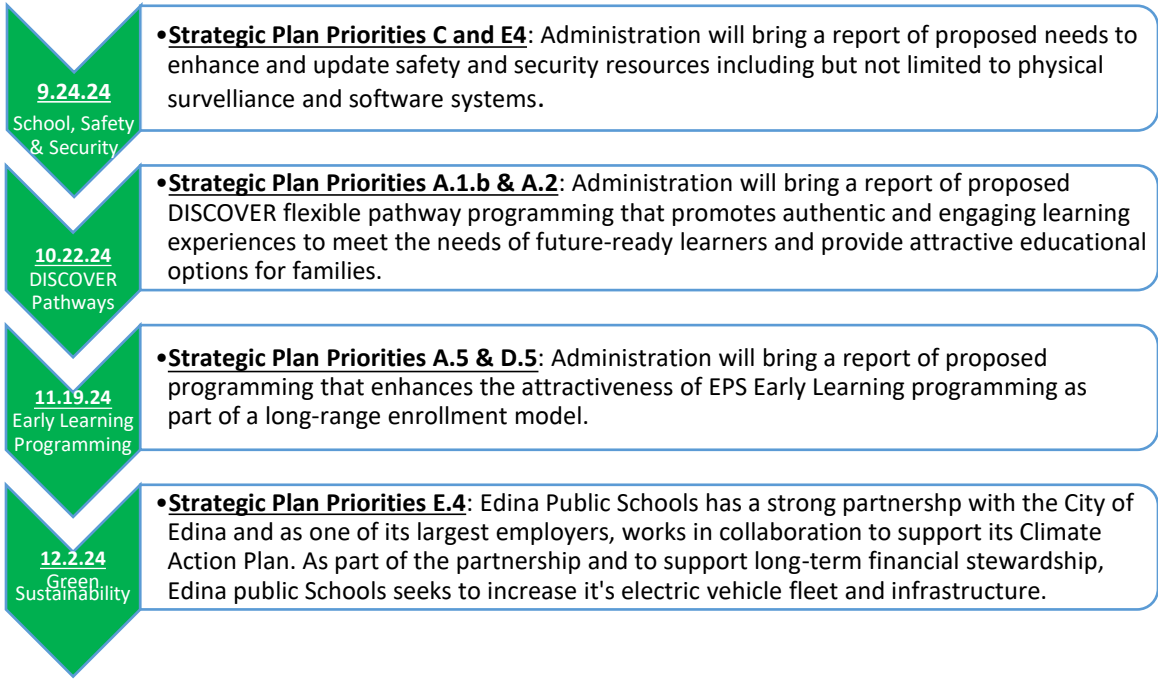 9.24.24
School, Safety
& Security
•Strategic Plan Priorities C and E4: Administration will bring a report of proposed needs to
enhance and update safety and security resources including but not limited to physical
survelliance and software systems.
10.22.24
DISCOVER
Pathways
•Strategic Plan Priorities A.1.b & A.2: Administration will bring a report of proposed
DISCOVER flexible pathway programming that promotes authentic and engaging learning
experiences to meet the needs of future-ready learners and provide attractive educational
options for families.
11.19.24
Early Learning
Programming
•Strategic Plan Priorities A.5 & D.5: Administration will bring a report of proposed
programming that enhances the attractiveness of EPS Early Learning programming as
part of a long-range enrollment model.
12.2.24
Green
Sustainability
•Strategic Plan Priorities E.4: Edina Public Schools has a strong partnershp with the City of
Edina and as one of its largest employers, works in collaboration to support its Climate
Action Plan. As part of the partnership and to support long-term financial stewardship,
Edina public Schools seeks to increase it's electric vehicle fleet and infrastructure.